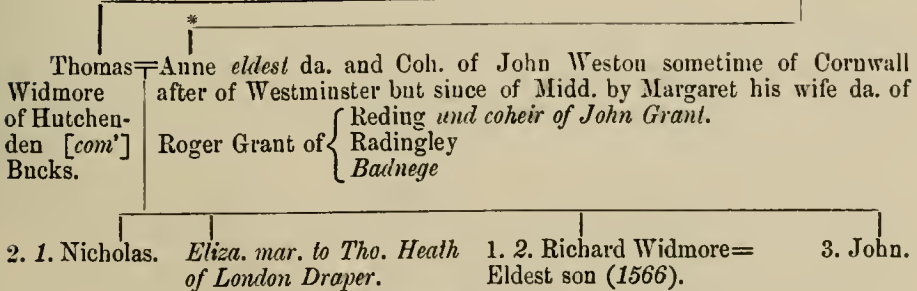 *
Thomas=Anne eldest da. and Coh. of John Weston sometime of Cornwall
Widmore after of Westminster but since of Midd. by Margaret his wife da. of
of Hutchen- { Reding und coheir of John Grant.
den [com'] Roger Grant of { Radingley
Bucks. { Badnege
2. 1. Nicholas. Eliza. mar. to Tho. Heath 1. 2. Richard Widmore= 3. John.
of London Draper. Eldest son (1566).